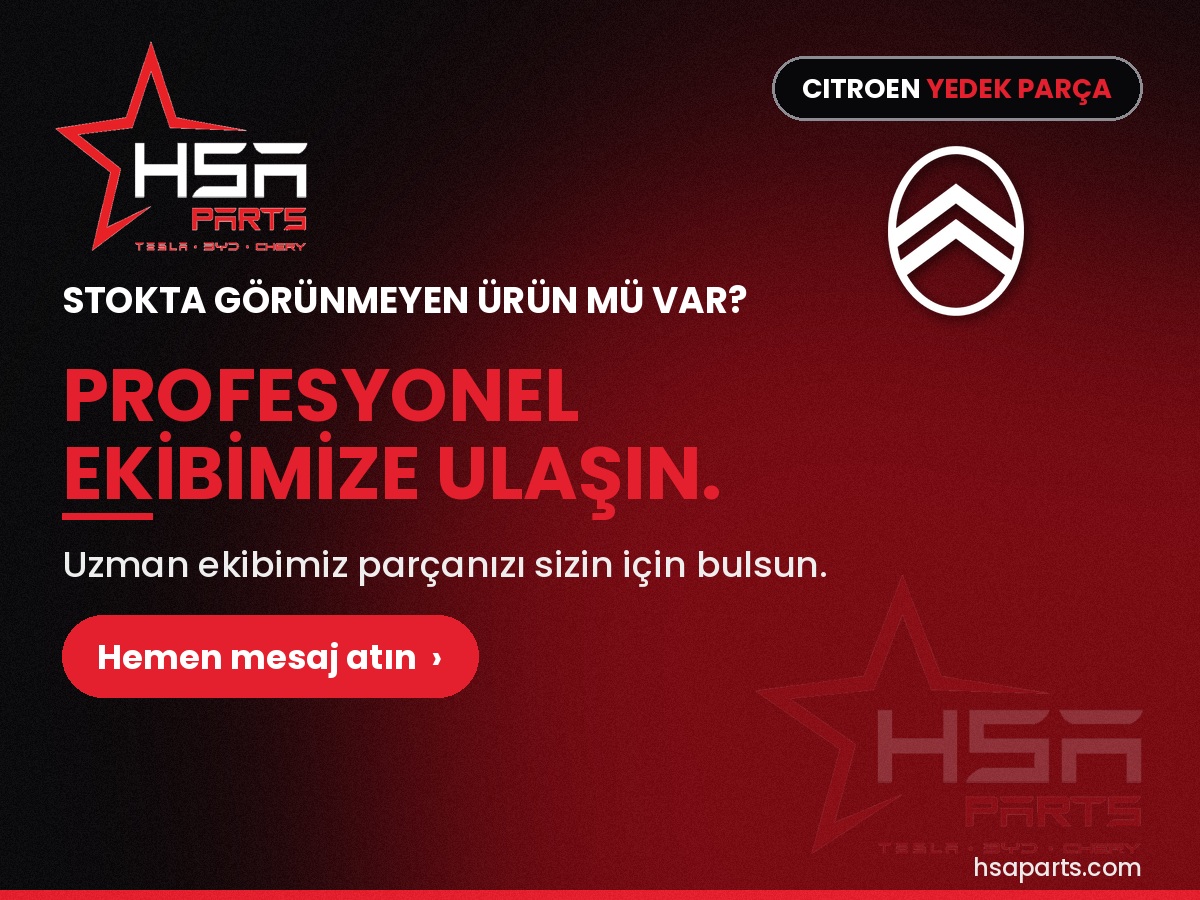 HSA
PARTS
TESLA · BYD · CHERY
CITROEN YEDEK PARÇA
STOKTA GÖRÜNMEYEN ÜRÜN MÜ VAR?
PROFESYONEL
EKİBİMİZE ULAŞIN.
Uzman ekibimiz parçanızı sizin için bulsun.
Hemen mesaj atın ›
HSA
PARTS
TESLA · BYD · CHERY
hsaparts.com